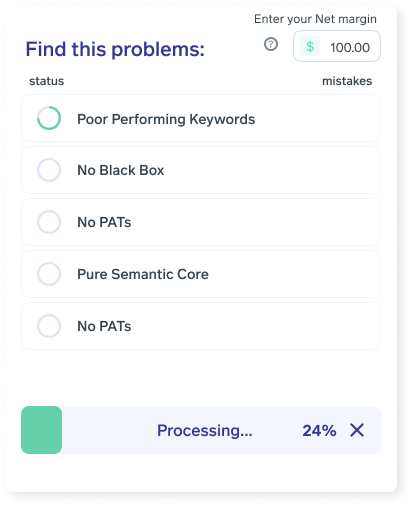 Enter your Net margin
Find this problems:
? $ 100.00
status mistakes
Poor Performing Keywords
No Black Box
No PATs
Pure Semantic Core
No PATs
Processing... 24%